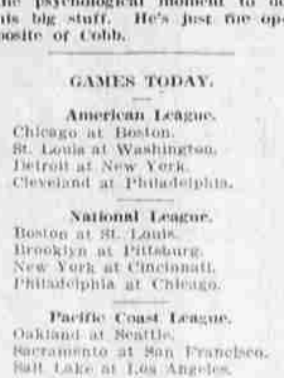 the psychological moment to do
his big stuff. He's just the op-
posite of Cobb.
GAMES TODAY.
American League.
Chicago at Boston.
St. Louis at Washington.
Detroit at New York.
Cleveland at Philadelphia.
National League.
Boston at St. Louis.
Brooklyn at Pittsburg.
New York at Cincinnati.
Philadelphia at Chicago.
Pacific Coast League.
Oakland at Seattle.
Sacramento at San Francisco.
Salt Lake at Los Angeles.